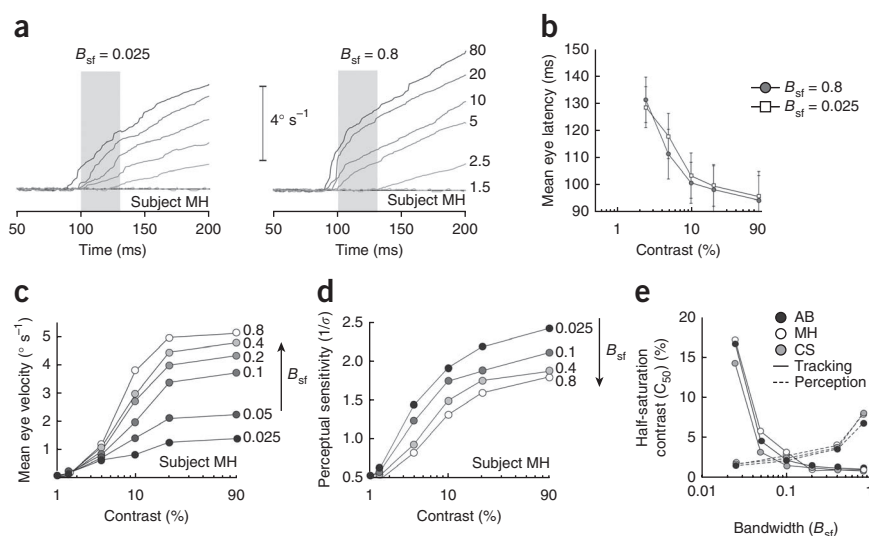 a
B_sf = 0.025
B_sf = 0.8
4° s⁻¹
80
20
10
5
2.5
1.5
Subject MH
Subject MH
50 100 150 200
50 100 150 200
Time (ms)
Time (ms)
b
Mean eye latency (ms)
150
140
130
120
110
100
90
1 10 90
Contrast (%)
B_sf = 0.8
B_sf = 0.025
c
Mean eye velocity (° s⁻¹)
5
4
3
2
1
0.8
0.4
0.2
0.1
0.05
0.025
B_sf
Subject MH
1 10 90
Contrast (%)
d
Perceptual sensitivity (1/σ)
2.5
2.0
1.5
1.0
0.5
0.025
0.1
0.4
0.8
B_sf
Subject MH
1 10 90
Contrast (%)
e
Half-saturation
contrast (C₅₀) (%)
20
15
10
5
0
AB
MH
CS
Tracking
Perception
0.01 0.1 1
Bandwidth (B_sf)